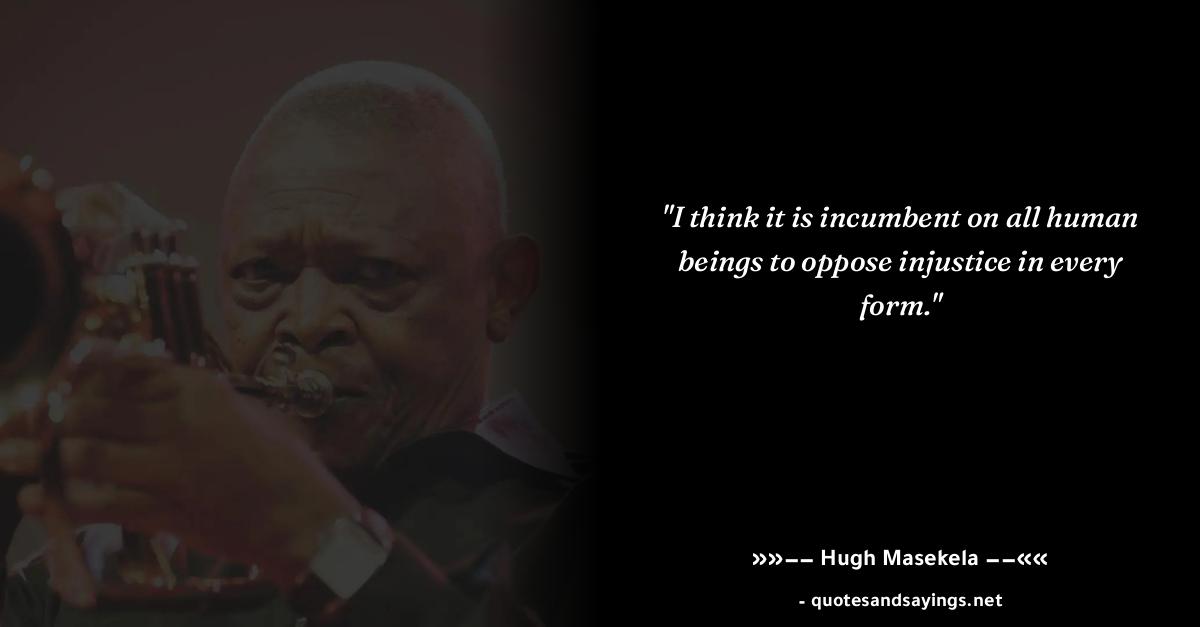 "I think it is incumbent on all human
beings to oppose injustice in every
form."
»»–– Hugh Masekela ––««
- quotesandsayings.net